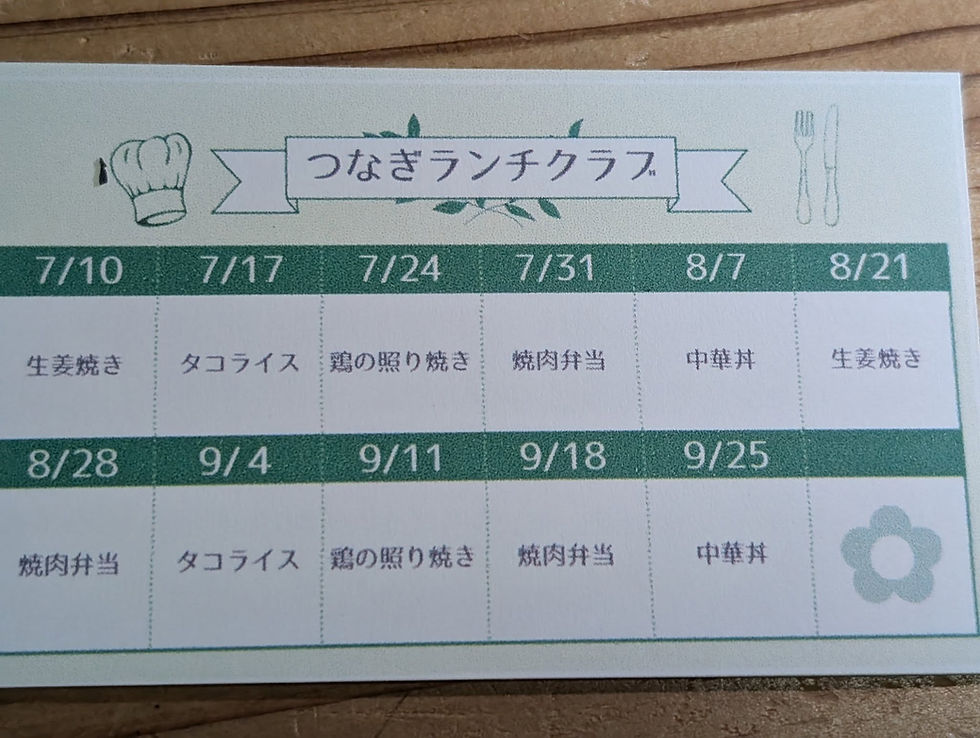 つなぎランチクラブ
7/10 7/17 7/24 7/31 8/7 8/21
生姜焼き タコライス 鶏の照り焼き 焼肉弁当 中華丼 生姜焼き
8/28 9/4 9/11 9/18 9/25
焼肉弁当 タコライス 鶏の照り焼き 焼肉弁当 中華丼